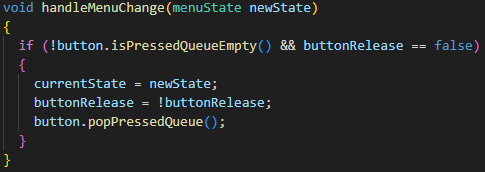 void handleMenuChange(menuState newState)
{
  if (!button.isPressedQueueEmpty() && buttonRelease == false)
  {
    currentState = newState;
    buttonRelease = !buttonRelease;
    button.popPressedQueue();
  }
}